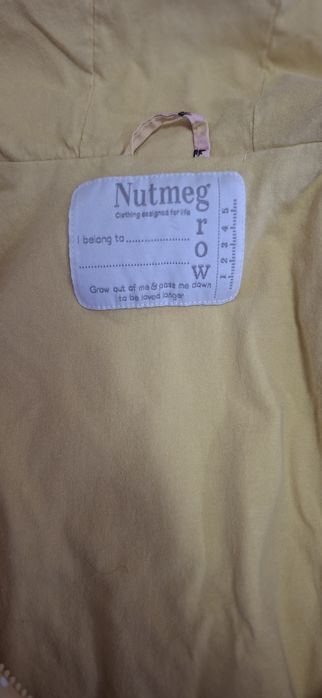 Nutmeg
Clothing designed for life
grow
I belong to....................
..............................
Grow out of me & pass me down
to be loved longer
1 2 3 4 5